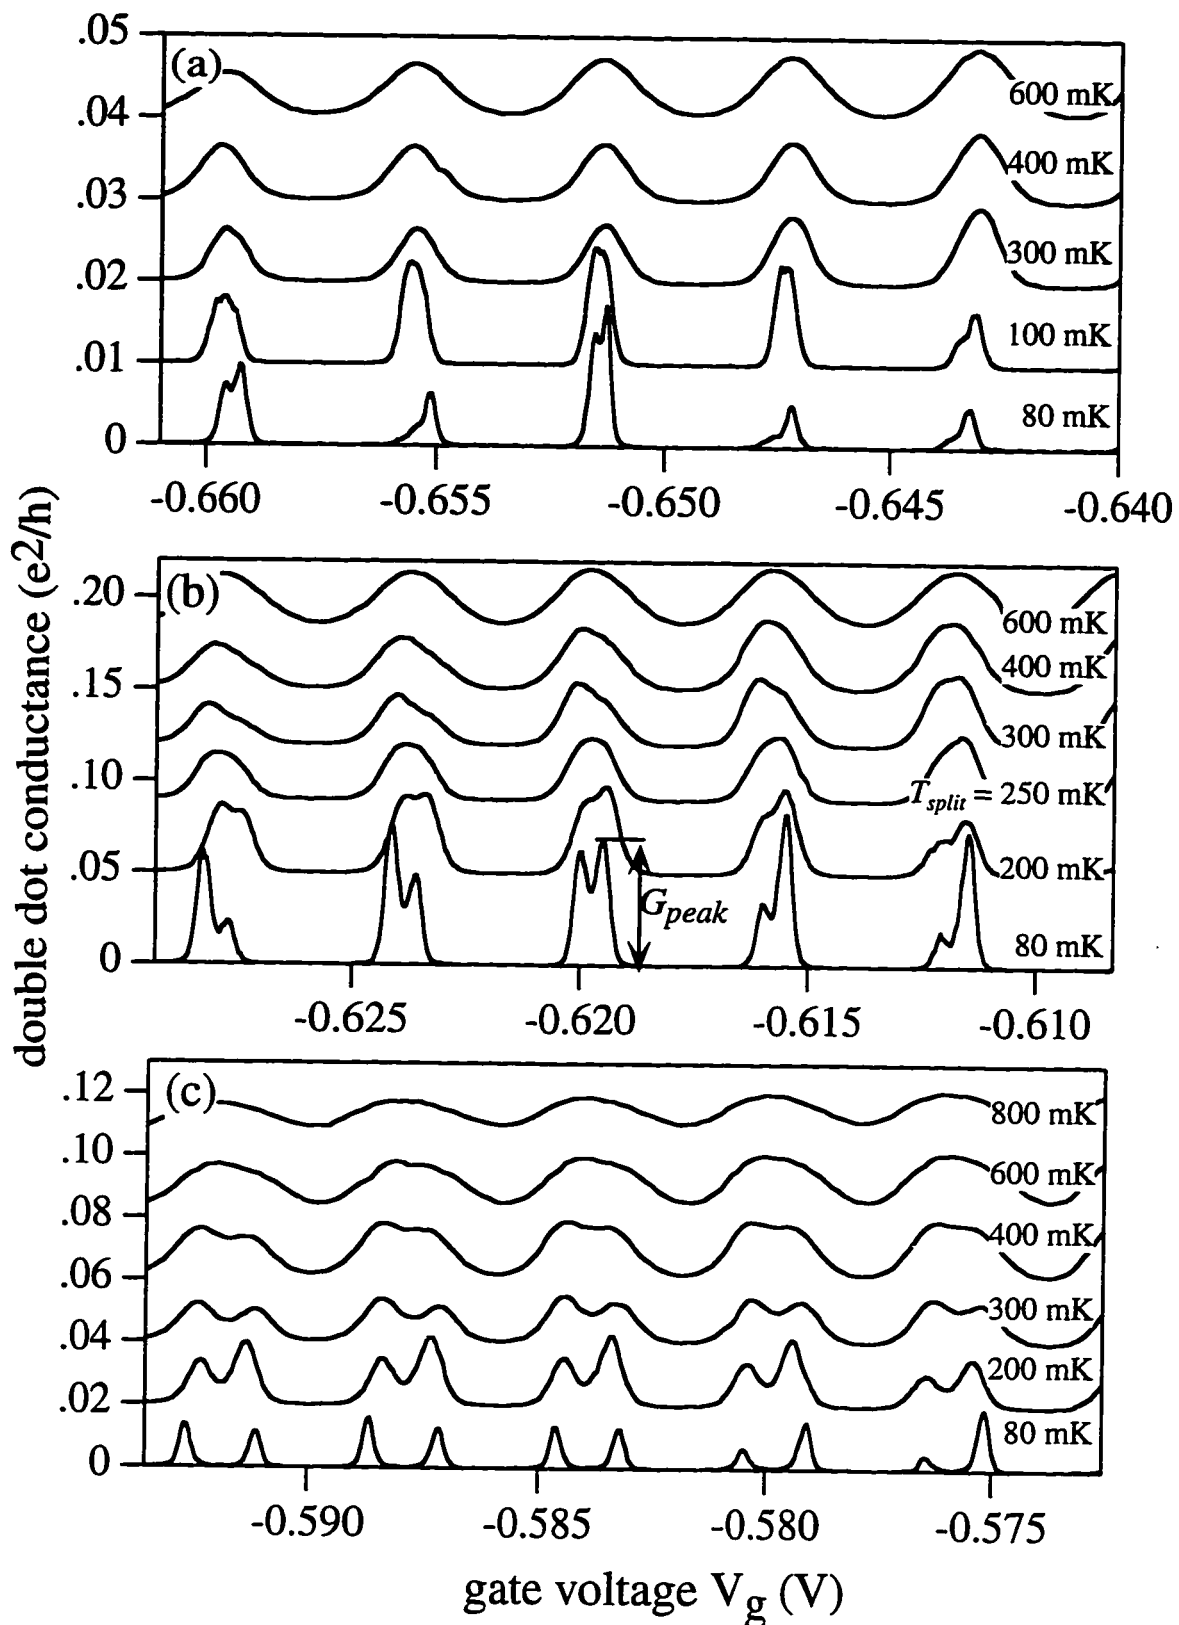 double dot conductance (e2/h)
(a)
.05
.04
.03
.02
.01
0
600 mK
400 mK
300 mK
100 mK
80 mK
-0.660 -0.655 -0.650 -0.645 -0.640
(b)
.20
.15
.10
.05
0
600 mK
400 mK
300 mK
Tsplit = 250 mK
200 mK
Gpeak
80 mK
-0.625 -0.620 -0.615 -0.610
(c)
.12
.10
.08
.06
.04
.02
0
800 mK
600 mK
400 mK
300 mK
200 mK
80 mK
-0.590 -0.585 -0.580 -0.575
gate voltage Vg (V)